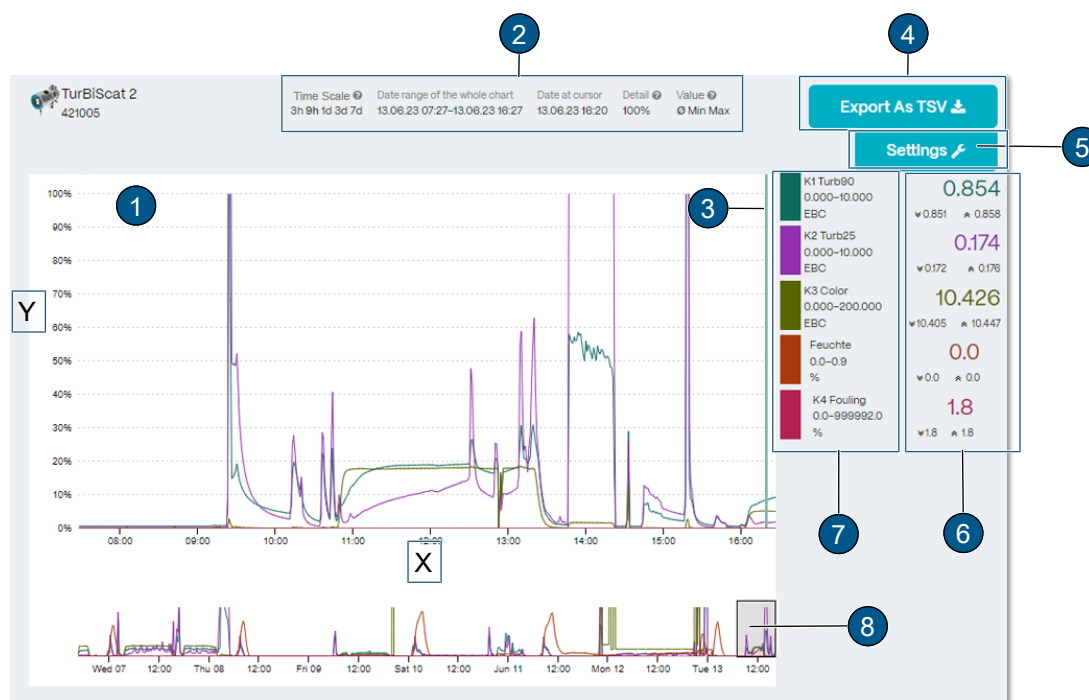 2
4
TurBiScat 2
421005
Time Scale Date range of the whole chart Date at cursor Detail Value
3h 9h 1d 3d 7d 13.06.23 07:27–13.06.23 16:27 13.06.23 16:20 100% Ø Min Max
Export As TSV
Settings
5
1
3
100%
90%
80%
70%
60%
50%
40%
30%
20%
10%
0%
Y
08:00 09:00 10:00 11:00 12:00 13:00 14:00 15:00 16:00
X
K1 Turb90
0.000–10.000
EBC
K2 Turb25
0.000–10.000
EBC
K3 Color
0.000–200.000
EBC
Feuchte
0.0–0.9
%
K4 Fouling
0.0–999992.0
%
0.854
0.851 0.858
0.174
0.172 0.176
10.426
10.405 10.447
0.0
0.0 0.0
1.8
1.8 1.8
7
6
8
Wed 07 12:00 Thu 08 12:00 Fri 09 12:00 Sat 10 12:00 Jun 11 12:00 Mon 12 12:00 Tue 13 12:00